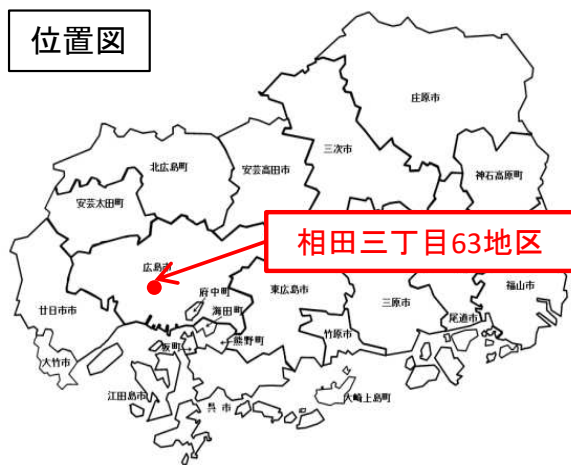 位置図
庄原市
三次市
北広島町
安芸高田市
神石高原町
安芸太田町
相田三丁目63地区
広島市
府中町
東広島市
福山市
廿日市市
海田町
三原市
尾道市
竹原市
熊野町
坂町
大竹市
江田島市
呉市
大崎上島町